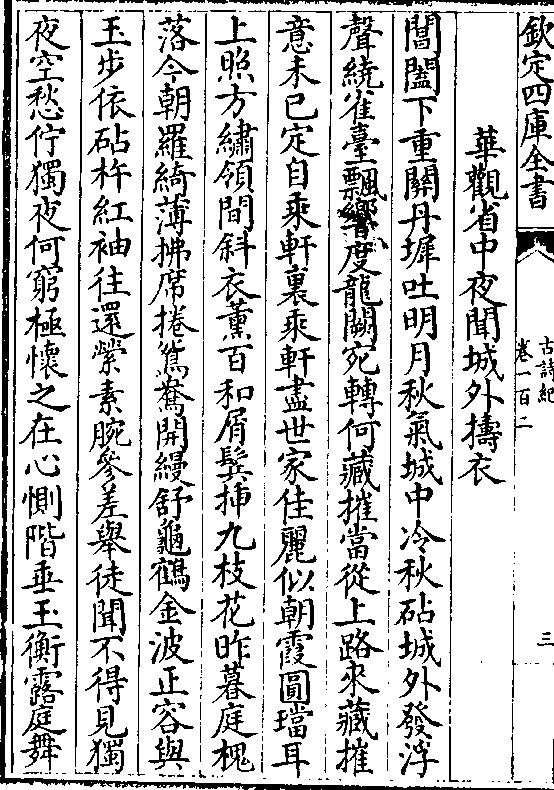 欽定四庫全書
古詩紀
卷一百二
三
華觀省中夜聞城外擣衣
閶闔下重關丹墀吐明月秋氣城中冷秋砧城外發浮
聲繞雀臺飄響度龍闕宛轉何藏摧當從上路來藏摧
意未已定自乘軒裏乘軒盡世家佳麗似朝霞圓璫耳
上照方繡領間斜衣薰百和屑鬂揷九枝花昨暮庭槐
落今朝羅綺薄拂席捲鴛鴦開縵舒龜鶴金波正容與
玉步依砧杵紅袖往還縈素腕參差舉徒聞不得見獨
夜空愁佇獨夜何窮極懷之在心惻階垂玉衡露庭舞